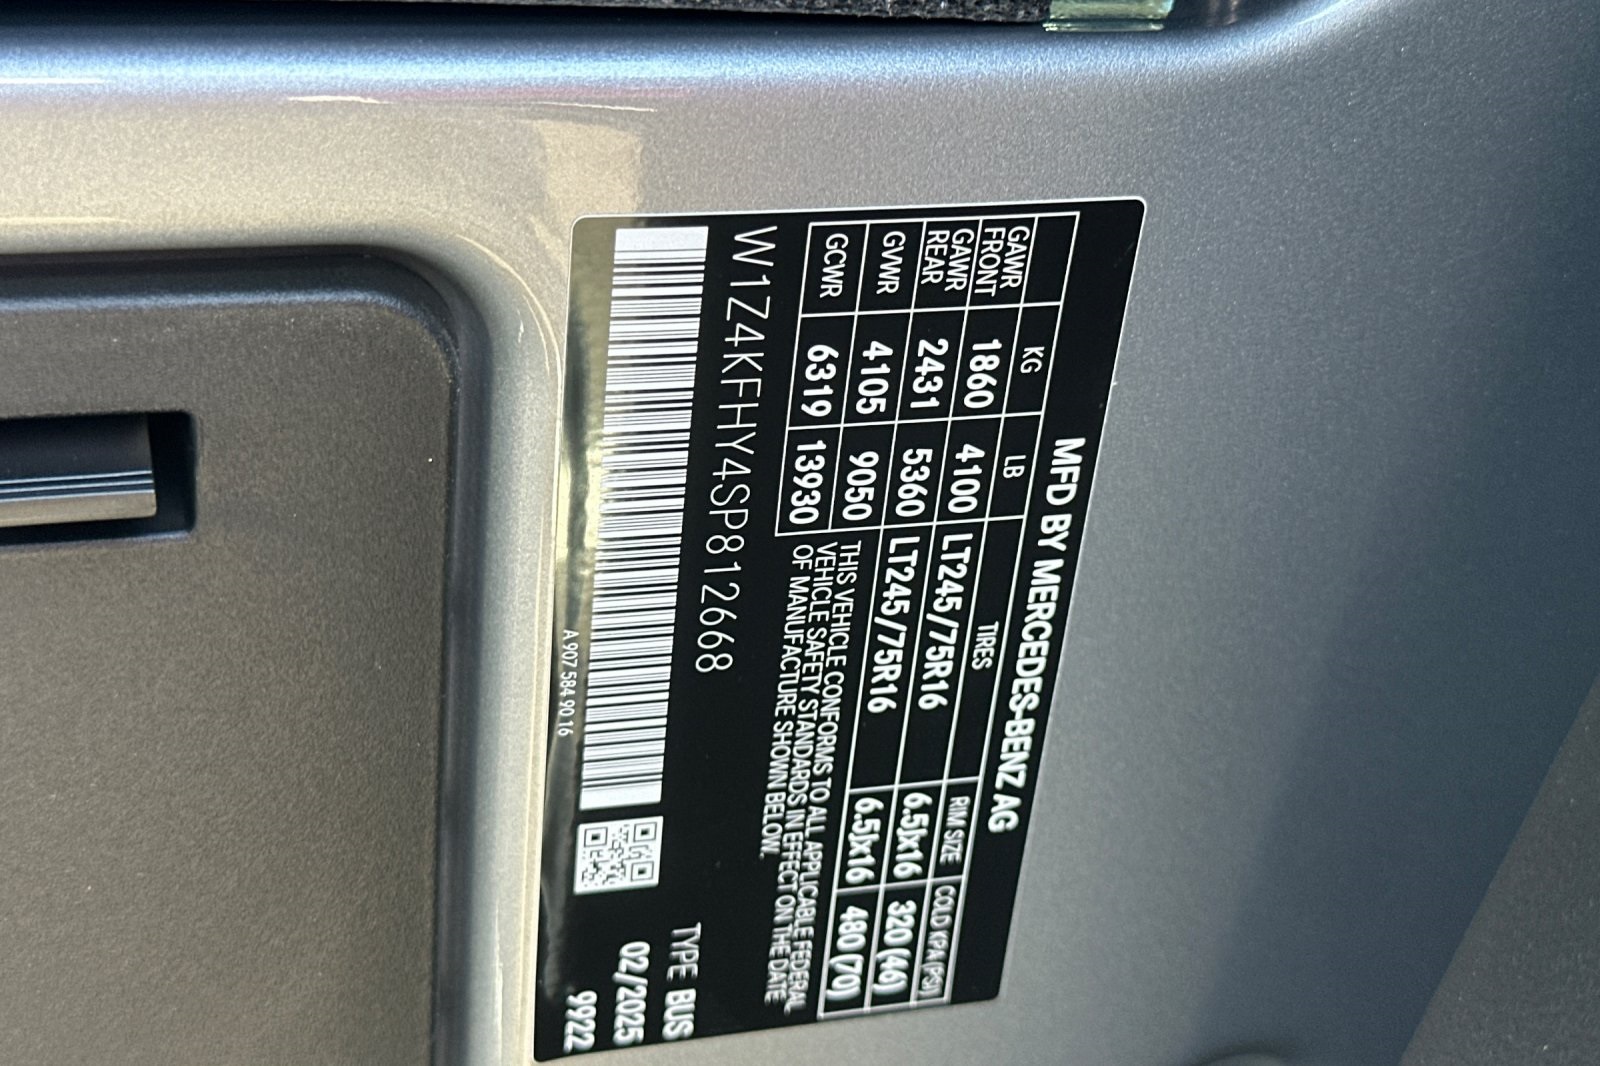 MFD BY MERCEDES-BENZ AG
KG LB TIRES RIM SIZE COLD KPA (PSI)
GAWR FRONT 1860 4100 LT245/75R16 6.5Jx16 320 (46)
GAWR REAR 2431 5360 LT245/75R16 6.5Jx16 480 (70)
GVWR 4105 9050
GCWR 6319 13930
THIS VEHICLE CONFORMS TO ALL APPLICABLE FEDERAL
VEHICLE SAFETY STANDARDS IN EFFECT ON THE DATE
OF MANUFACTURE SHOWN BELOW.
W1Z4KFHY4SP812668
TYPE BUS
02/2025
9922
A 907 584 90 16